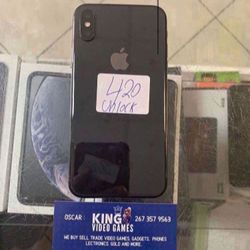 420
UNLOCK
OSCAR
KING
VIDEO GAMES
267 357 9563
WE BUY SELL TRADE VIDEO GAMES, GADGETS, PHONES
LECTRONICS, GOLD AND MORE.